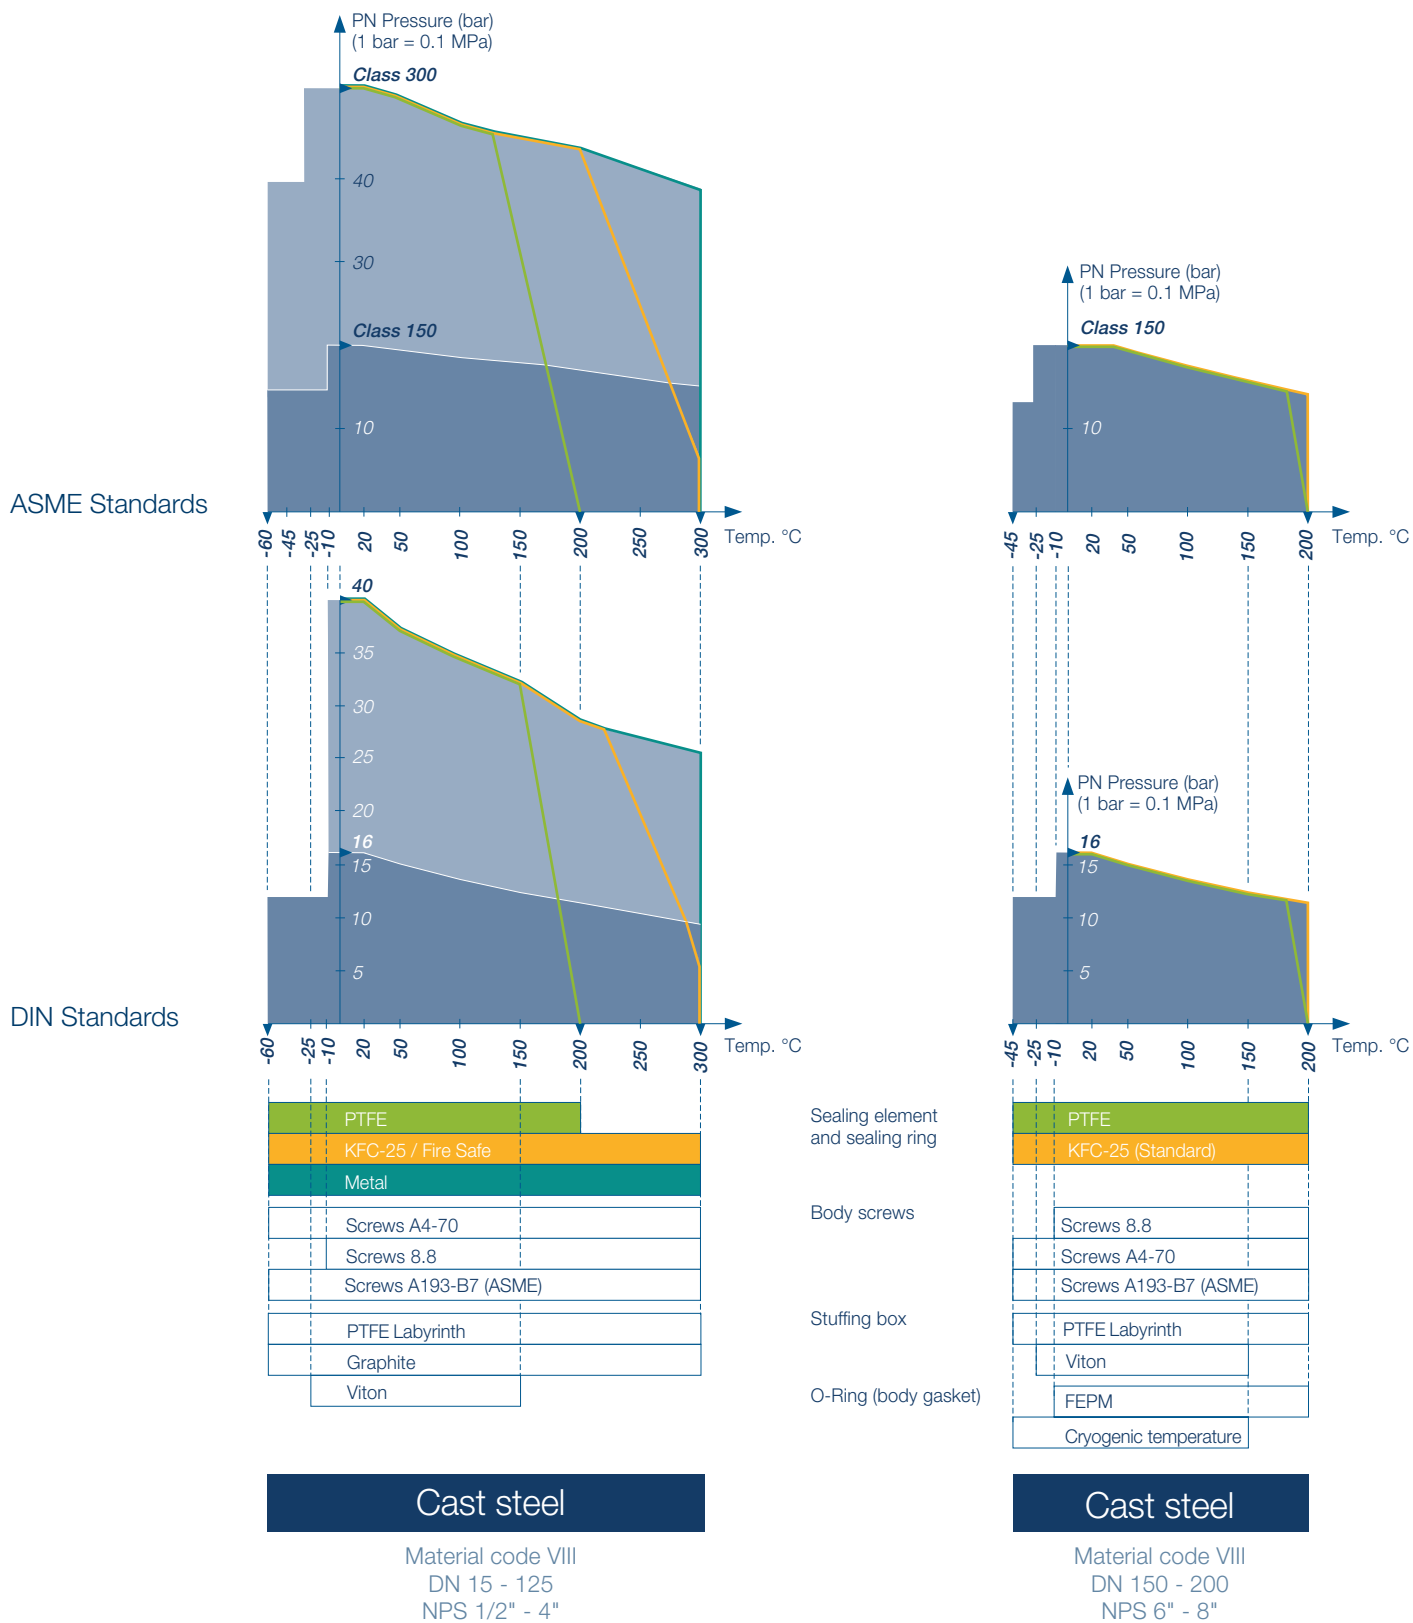 PN Pressure (bar)
(1 bar = 0.1 MPa)
Class 300
40
30
Class 150
10
ASME Standards
-60 -45 -25 -10 20 50 100 150 200 250 300 Temp. °C
PN Pressure (bar)
(1 bar = 0.1 MPa)
Class 150
10
-45 -25 -10 20 50 100 150 200 Temp. °C
40
35
30
25
20
16
15
10
5
DIN Standards
-60 -25 -10 20 50 100 150 200 250 300 Temp. °C
PN Pressure (bar)
(1 bar = 0.1 MPa)
16
15
10
5
-45 -25 -10 20 50 100 150 200 Temp. °C
PTFE
KFC-25 / Fire Safe
Metal
Screws A4-70
Screws 8.8
Screws A193-B7 (ASME)
PTFE Labyrinth
Graphite
Viton
Sealing element
and sealing ring
Body screws
Stuffing box
O-Ring (body gasket)
PTFE
KFC-25 (Standard)
Screws 8.8
Screws A4-70
Screws A193-B7 (ASME)
PTFE Labyrinth
Viton
FEPM
Cryogenic temperature
Cast steel
Material code VIII
DN 15 - 125
NPS 1/2" - 4"
Cast steel
Material code VIII
DN 150 - 200
NPS 6" - 8"